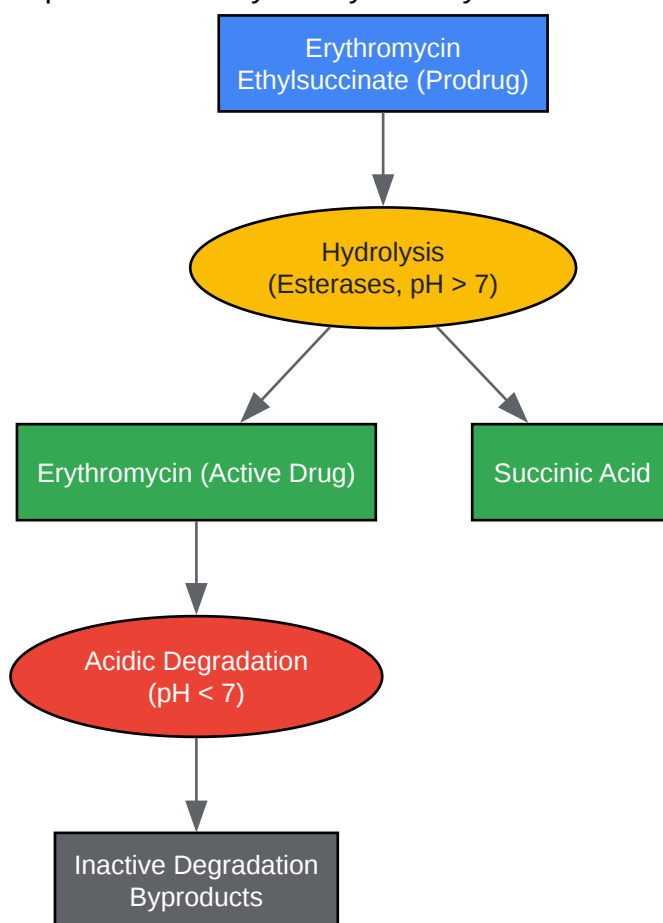 Erythromycin
Ethylsuccinate (Prodrug)
Hydrolysis
(Esterases, pH > 7)
Erythromycin (Active Drug)
Succinic Acid
Acidic Degradation
(pH < 7)
Inactive Degradation
Byproducts